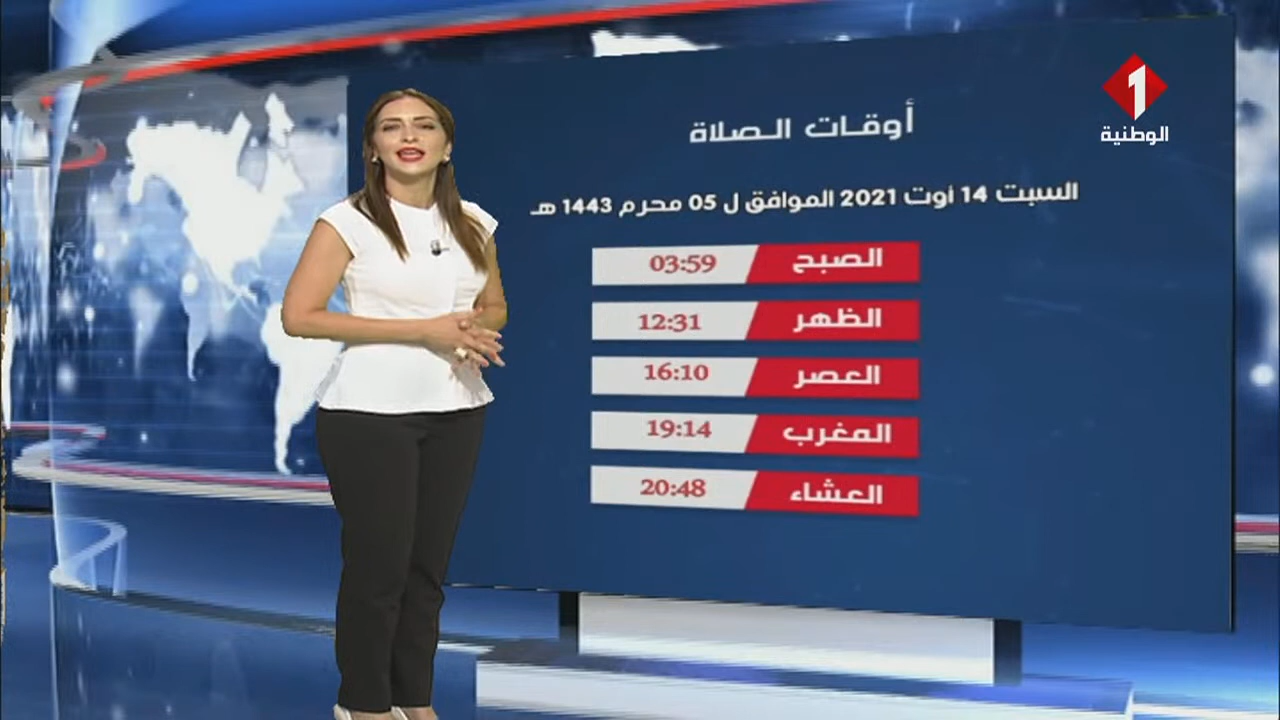 1
الوطنية
أوقات الصلاة
السبت 14 أوت 2021 الموافق ل 05 محرم 1443 هـ
الصبح 03:59
الظهر 12:31
العصر 16:10
المغرب 19:14
العشاء 20:48